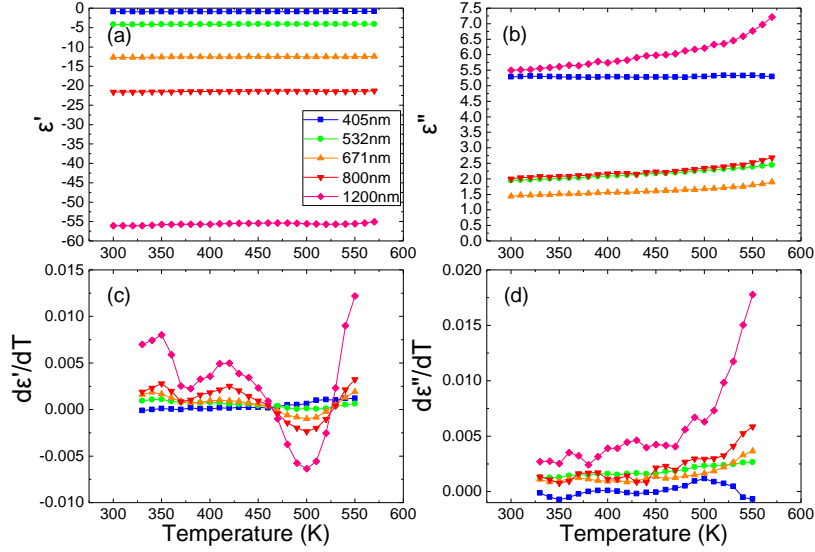 0
-5
-10
-15
-20
-25
-30
-35
-40
-45
-50
-55
-60
ε'
(a)
405nm
532nm
671nm
800nm
1200nm
300 350 400 450 500 550 600
7.5
7.0
6.5
6.0
5.5
5.0
4.5
4.0
3.5
3.0
2.5
2.0
1.5
1.0
0.5
0.0
ε"
(b)
300 350 400 450 500 550 600
0.015
0.010
0.005
0.000
-0.005
-0.010
dε'/dT
(c)
300 350 400 450 500 550 600
Temperature (K)
0.020
0.015
0.010
0.005
0.000
dε"/dT
(d)
300 350 400 450 500 550 600
Temperature (K)